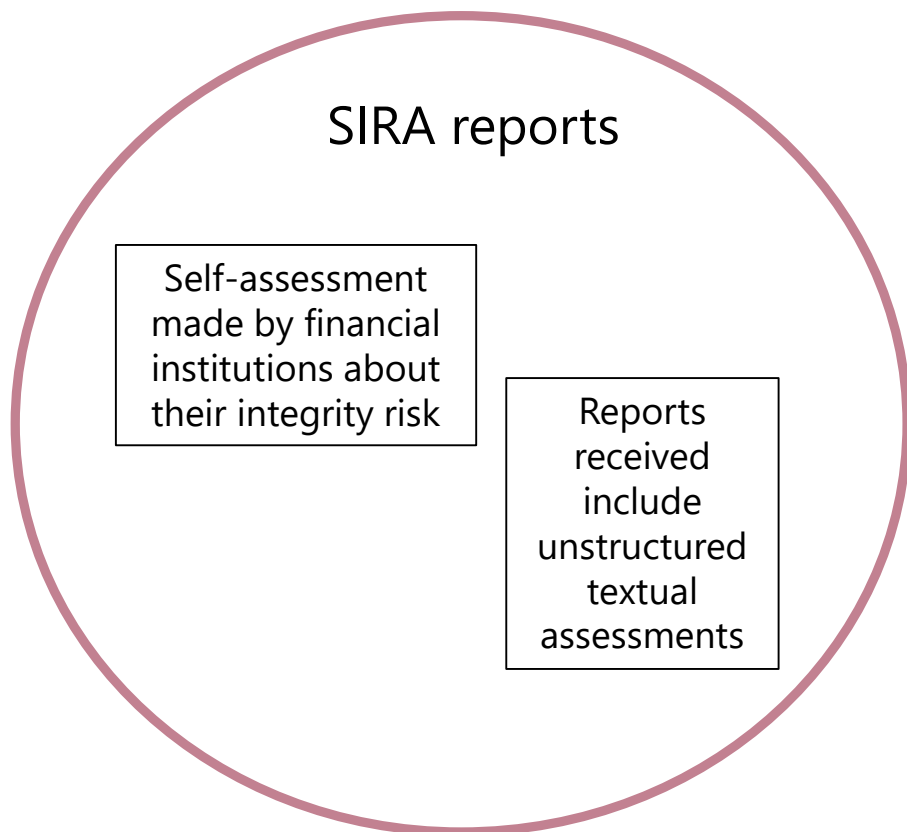 SIRA reports
Self-assessment
made by financial
institutions about
their integrity risk
Reports
received
include
unstructured
textual
assessments